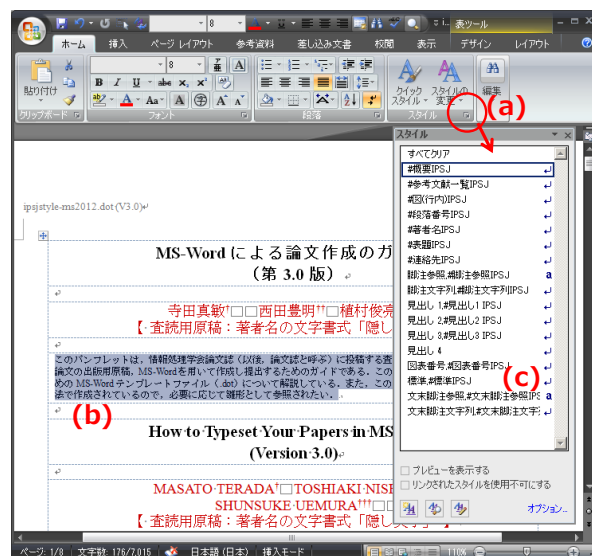 8
表ツール
ホーム 挿入 ページ レイアウト 参考資料 差し込み文書 校閲 表示 デザイン レイアウト
8
貼り付け
B I U abe x, x²
Aa
クイック スタイル
スタイルの 変更
編集
クリップボード フォント 段落 スタイル
(a)
スタイル
すべてクリア
#概要IPSJ
#参考文献一覧IPSJ
#図(行内)IPSJ
#段落番号IPSJ
#著者名IPSJ
#表題IPSJ
#連絡先IPSJ
脚注参照,#脚注参照IPSJ a
脚注文字列,#脚注文字列IPSJ
見出し 1,#見出し1 IPSJ
見出し 2,#見出し2 IPSJ
見出し 3,#見出し3 IPSJ
見出し 4
図表番号,#図表番号IPSJ
標準,#標準IPSJ
(c)
文末脚注参照,#文末脚注参照IPS a
文末脚注文字列,#文末脚注文字
プレビューを表示する
リンクされたスタイルを使用不可にする
オプション...
ipsjstyle-ms2012.dot(V3.0)
MS-Word による論文作成のガ
(第 3.0 版)
寺田真敏†□□西田豊明††□植村俊亮
【査読用原稿：著者名の文字書式「隠し
このパンフレットは，情報処理学会論文誌（以後，論文誌と呼ぶ）に投稿する査
論文の出版用原稿，MS-Wordを用いて作成し提出するためのガイドである．この
めの MS-Wordテンプレートファイル（.dot）について解説している．また，この
法で作成されているので，必要に応じて雛形として参照されたい．
(b)
How to Typeset Your Papers in MS
(Version 3.0)
MASATO TERADA†□TOSHIAKI NISH
SHUNSUKE UEMURA†††□
【査読用原稿：著者名の文字書式「隠し文字」
ページ: 1/8 文字数: 176/7,015 日本語 (日本) 挿入モード 110%